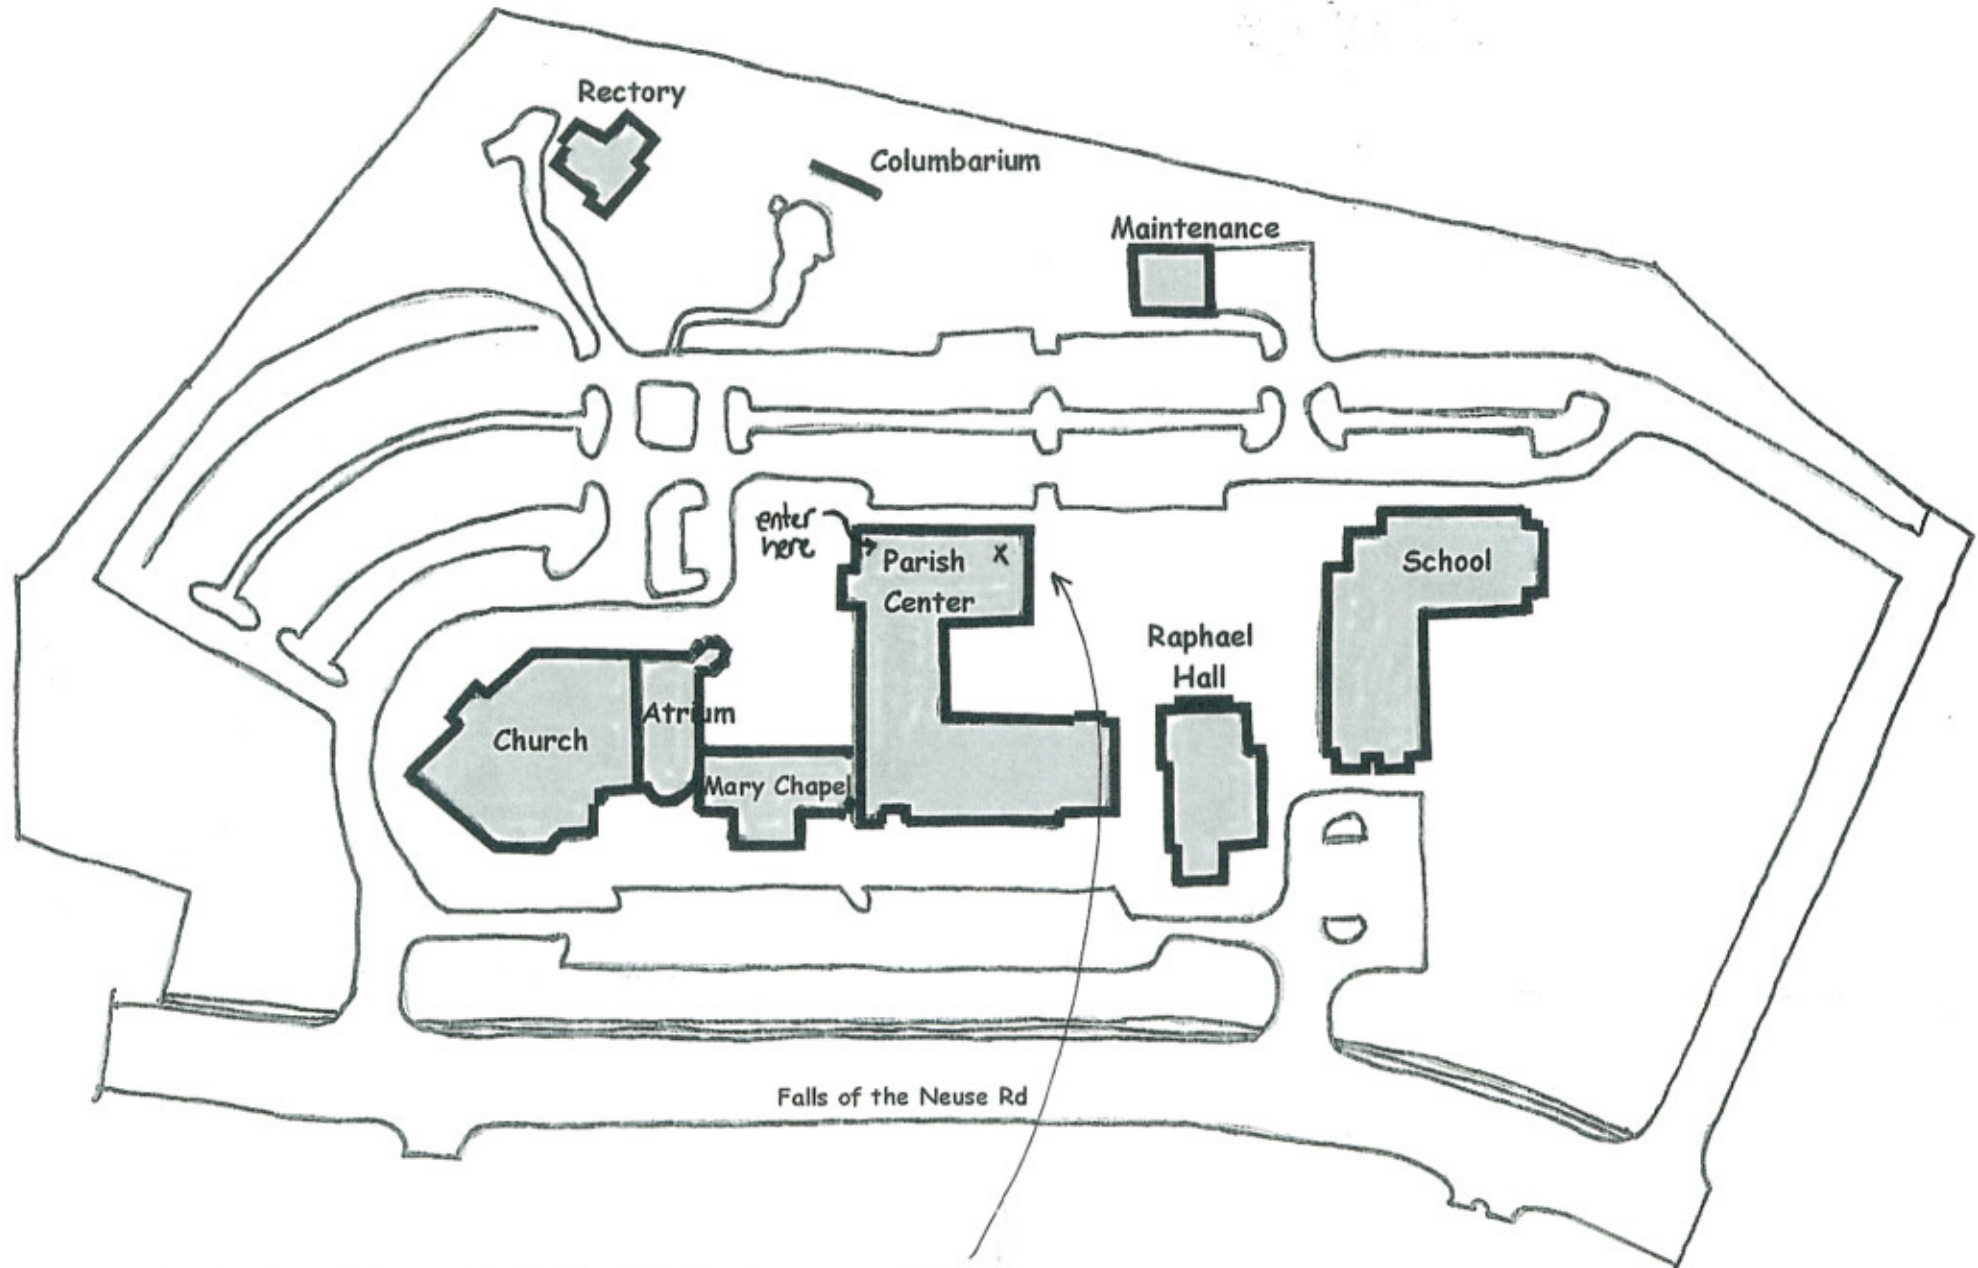 Rectory
Columbarium
Maintenance
enter
here
Parish X
Center
School
Raphael
Hall
Atrium
Church
Mary Chapel
Falls of the Neuse Rd